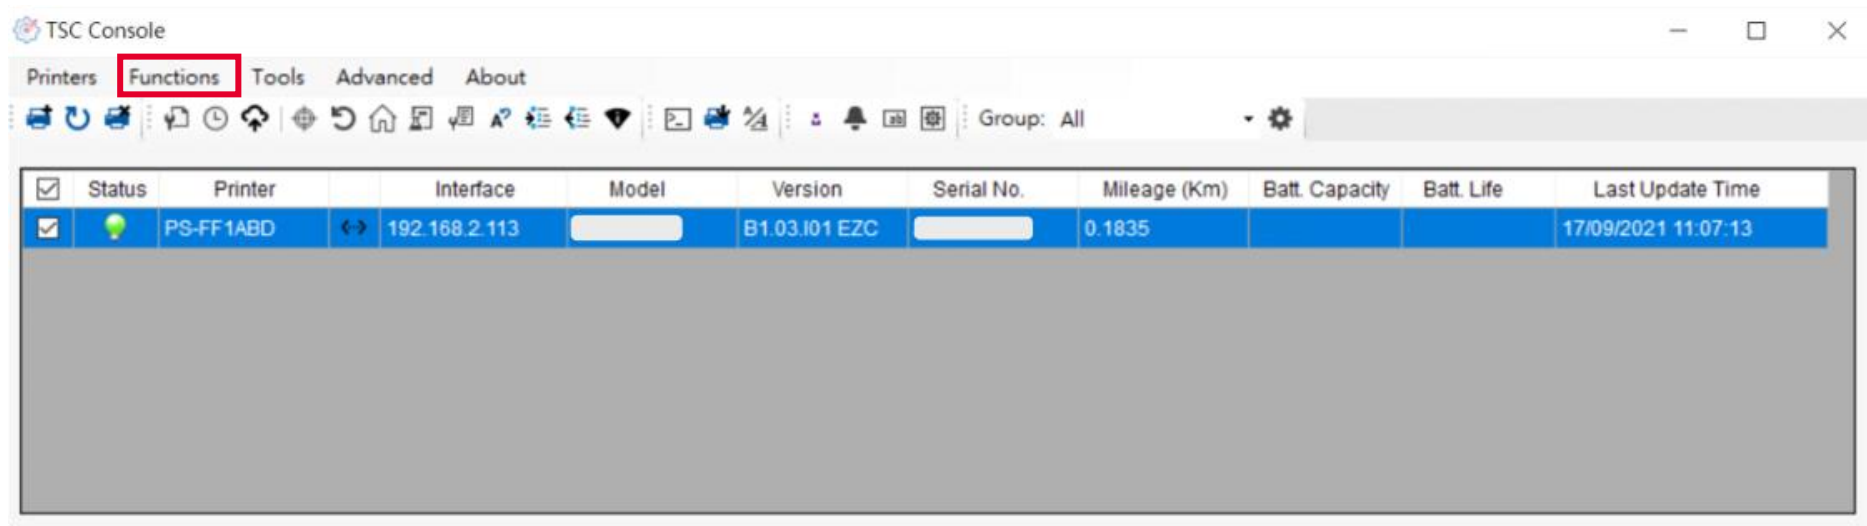 TSC Console
Printers Functions Tools Advanced About
Group: All
Status Printer Interface Model Version Serial No. Mileage (Km) Batt. Capacity Batt. Life Last Update Time
PS-FF1ABD 192.168.2.113 B1.03.I01 EZC 0.1835 17/09/2021 11:07:13